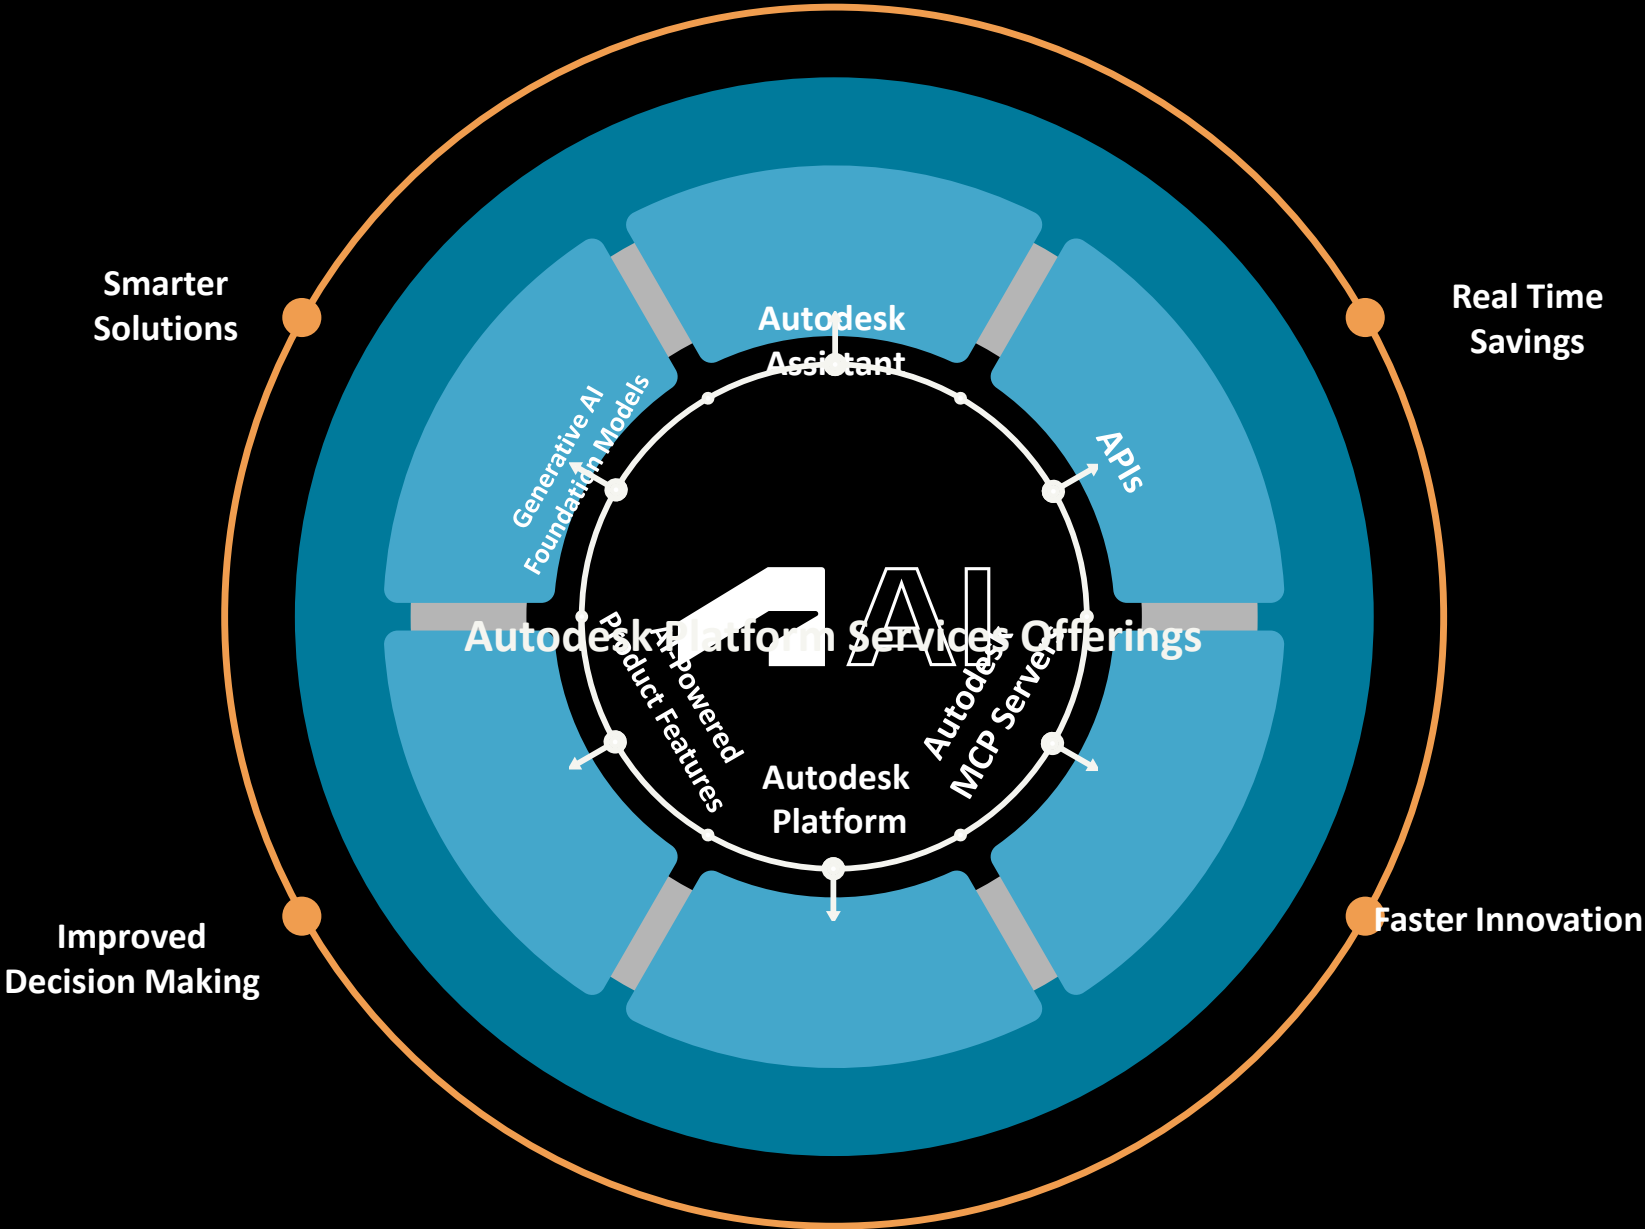 Smarter
Solutions
Real Time
Savings
Autodesk
Assistant
Generative AI
Foundation Models
APIs
AI
Autodesk Platform Services Offerings
AI-Powered
Product Features
Autodesk
MCP Servers
Autodesk
Platform
Improved
Decision Making
Faster Innovation